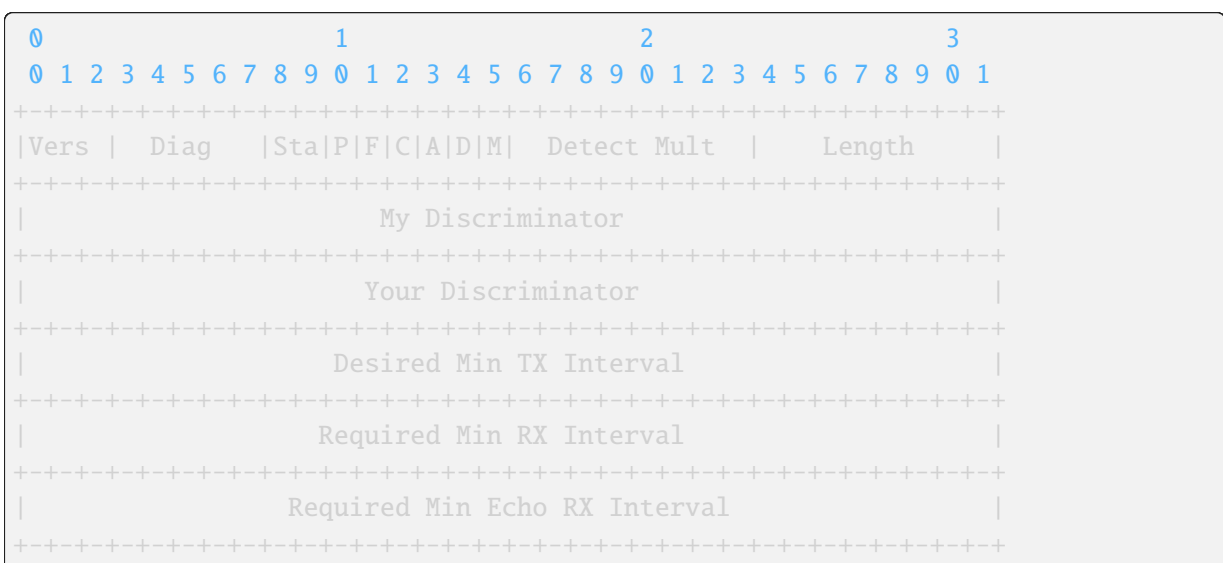 0                   1                   2                   3
 0 1 2 3 4 5 6 7 8 9 0 1 2 3 4 5 6 7 8 9 0 1 2 3 4 5 6 7 8 9 0 1
+-+-+-+-+-+-+-+-+-+-+-+-+-+-+-+-+-+-+-+-+-+-+-+-+-+-+-+-+-+-+-+-+
|Vers |  Diag   |Sta|P|F|C|A|D|M|  Detect Mult  |    Length     |
+-+-+-+-+-+-+-+-+-+-+-+-+-+-+-+-+-+-+-+-+-+-+-+-+-+-+-+-+-+-+-+-+
|                       My Discriminator                        |
+-+-+-+-+-+-+-+-+-+-+-+-+-+-+-+-+-+-+-+-+-+-+-+-+-+-+-+-+-+-+-+-+
|                      Your Discriminator                       |
+-+-+-+-+-+-+-+-+-+-+-+-+-+-+-+-+-+-+-+-+-+-+-+-+-+-+-+-+-+-+-+-+
|                    Desired Min TX Interval                    |
+-+-+-+-+-+-+-+-+-+-+-+-+-+-+-+-+-+-+-+-+-+-+-+-+-+-+-+-+-+-+-+-+
|                   Required Min RX Interval                    |
+-+-+-+-+-+-+-+-+-+-+-+-+-+-+-+-+-+-+-+-+-+-+-+-+-+-+-+-+-+-+-+-+
|                 Required Min Echo RX Interval                 |
+-+-+-+-+-+-+-+-+-+-+-+-+-+-+-+-+-+-+-+-+-+-+-+-+-+-+-+-+-+-+-+-+